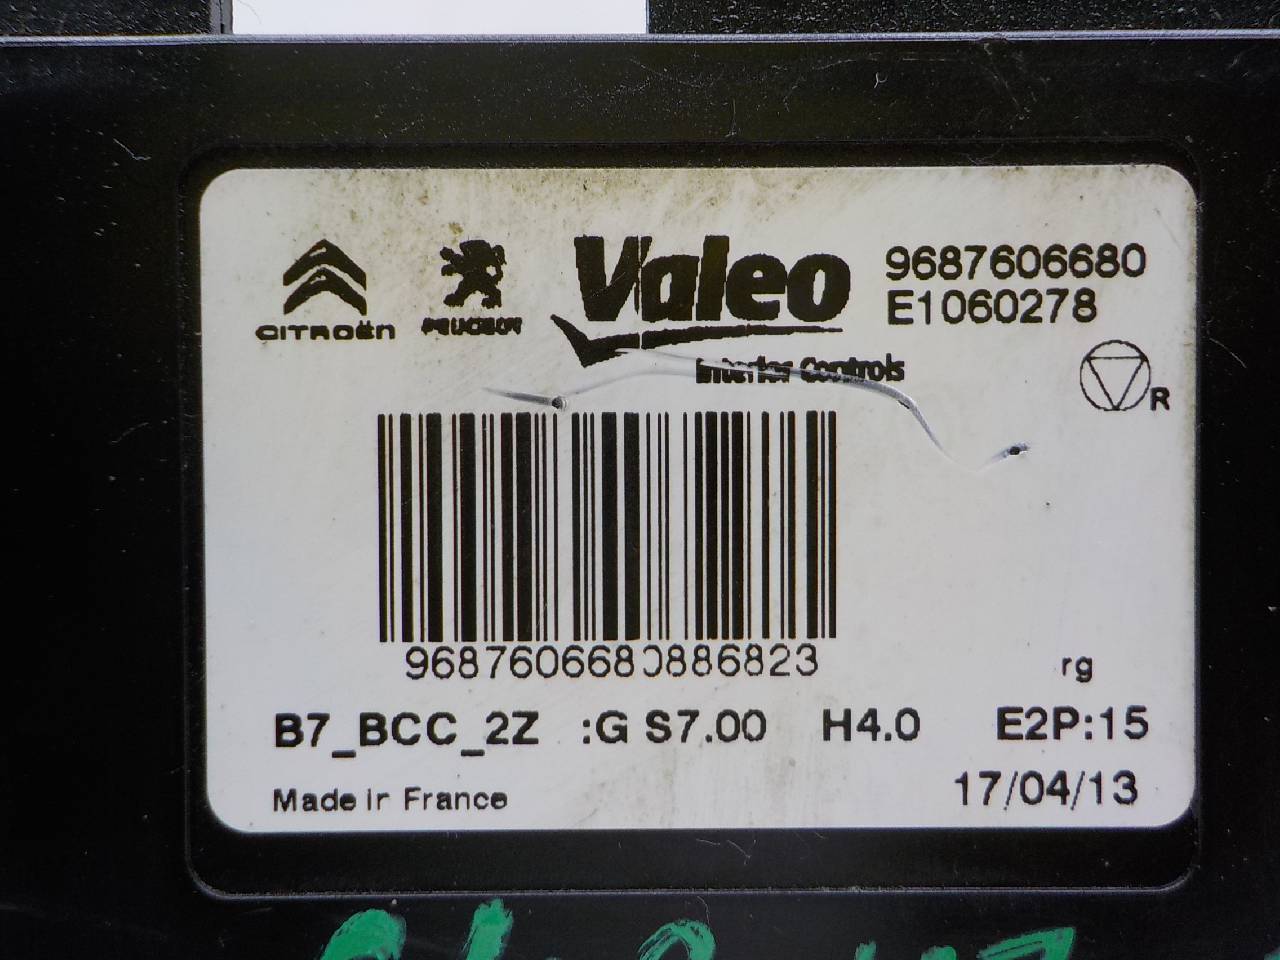 CITROËN PEUGEOT Valeo 9687606680
E1060278
Interior Controls
R
9687606680886823
rg
B7_BCC_2Z :G S7.00 H4.0 E2P:15
Made in France 17/04/13